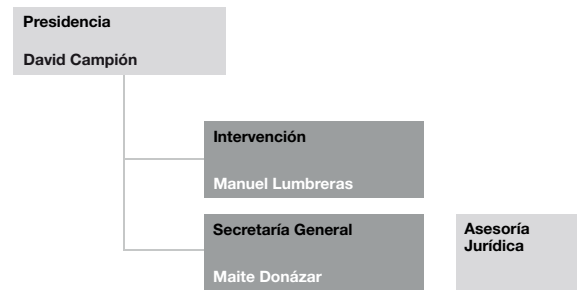 Presidencia
David Campión
Intervención
Manuel Lumbreras
Secretaría General
Maite Donázar
Asesoría
Jurídica